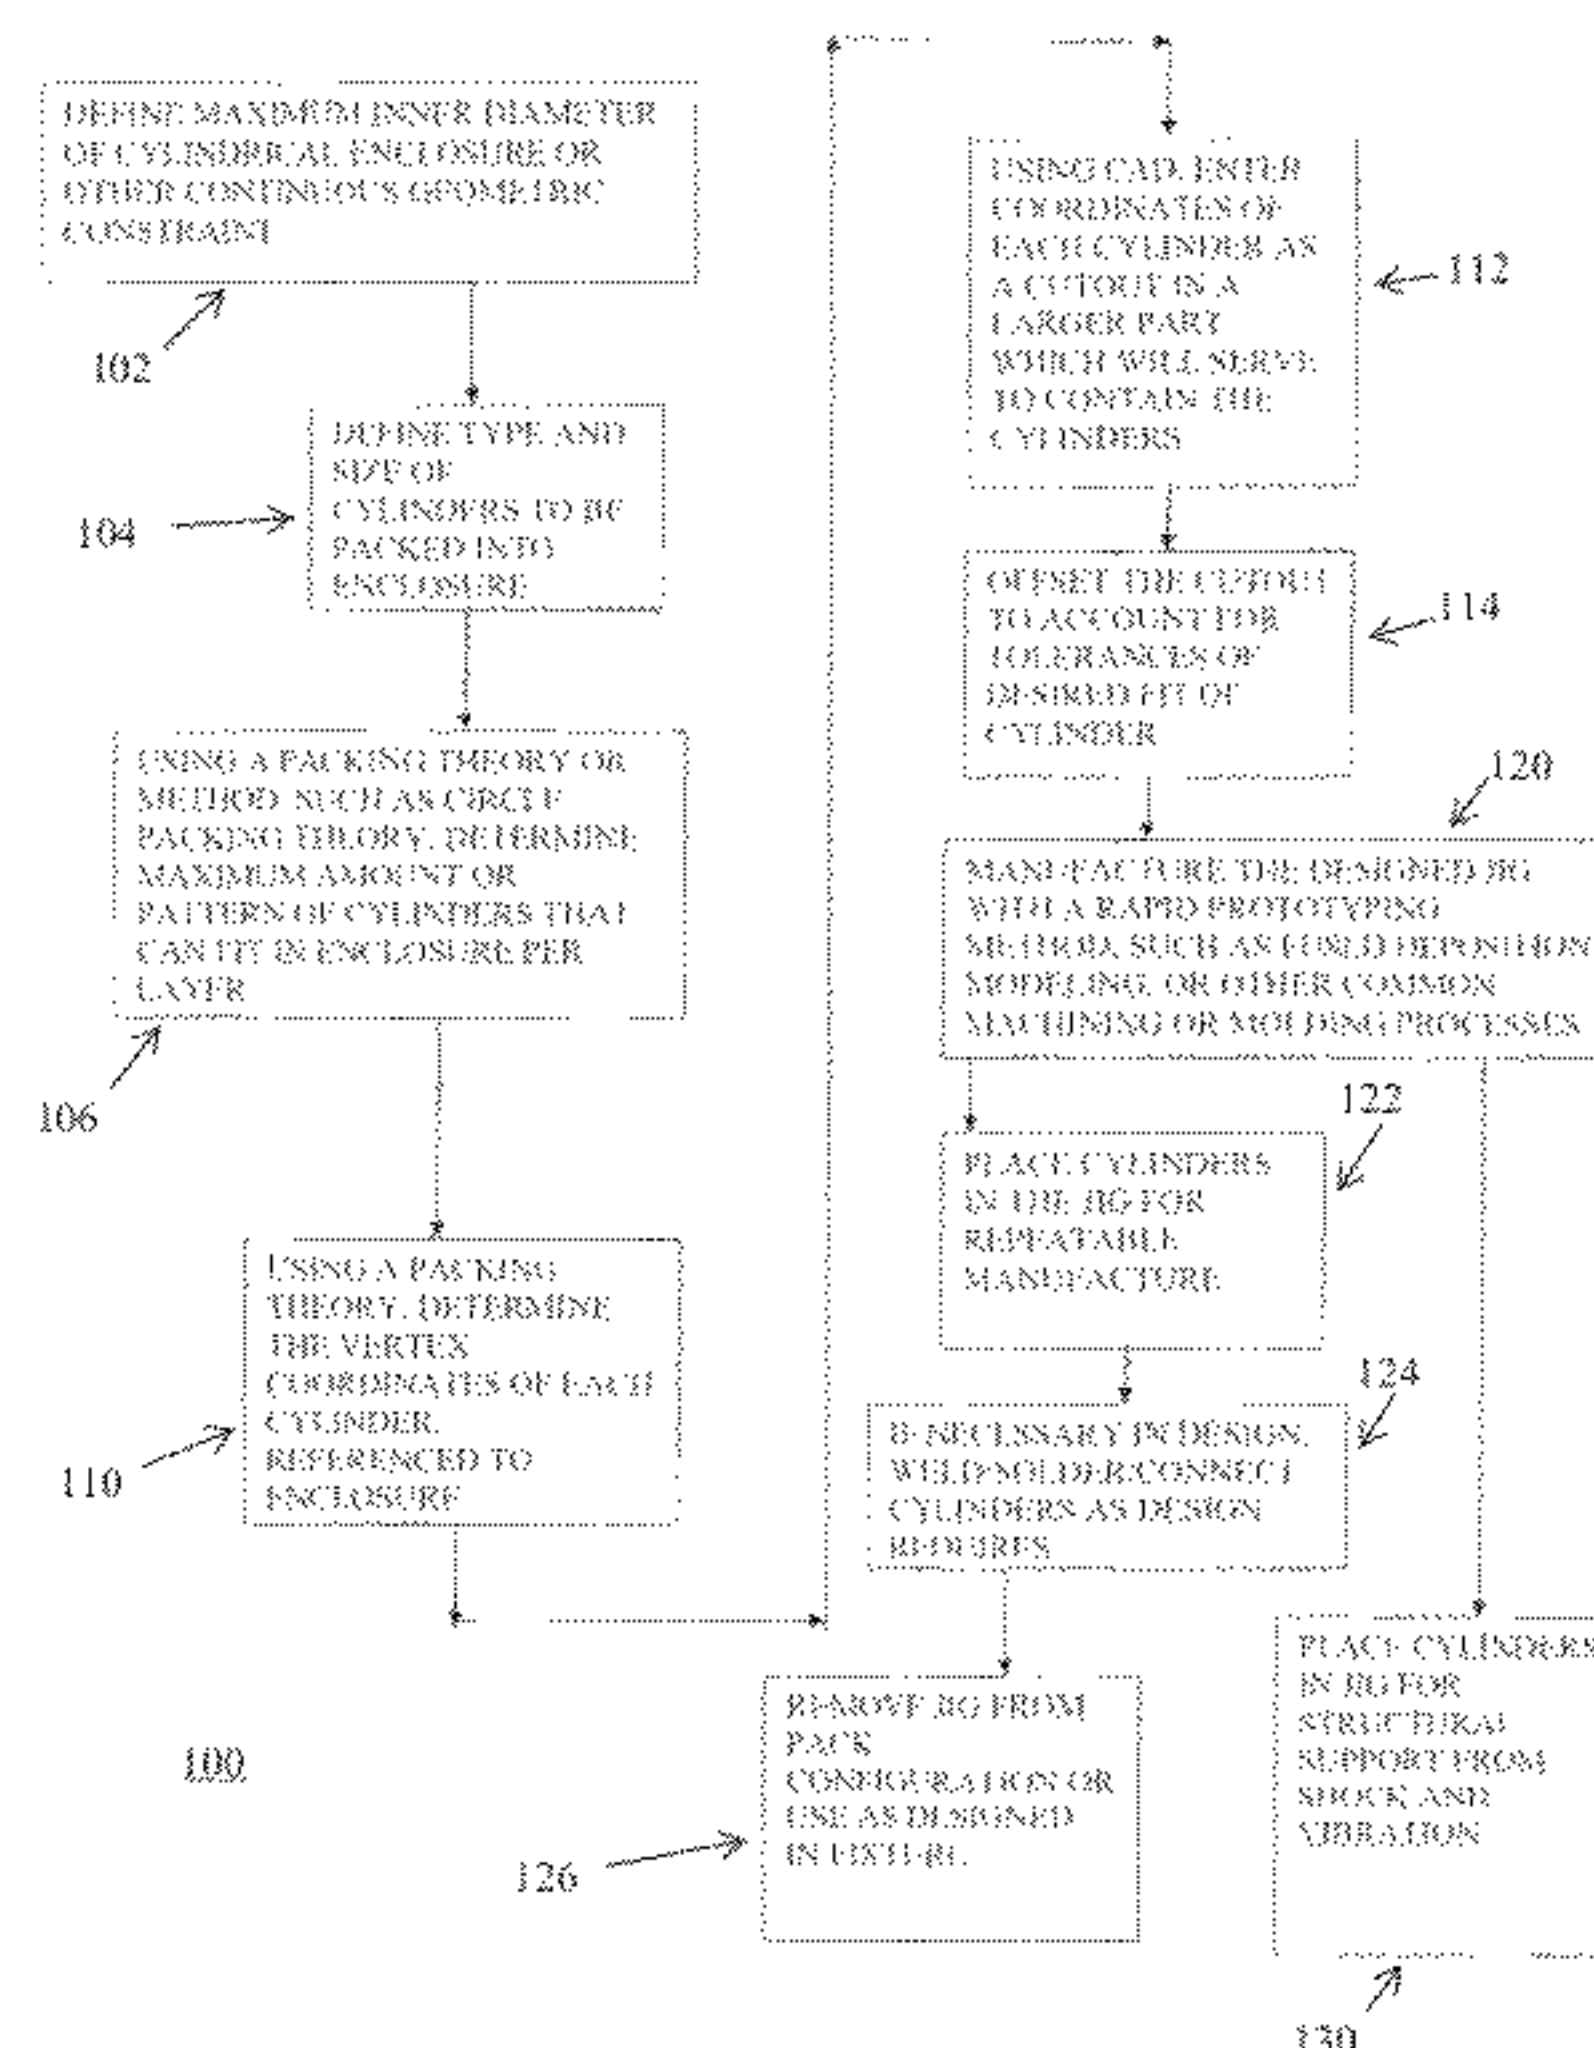 DEFINE MAXIMUM INNER DIAMETER
OF CYLINDRICAL ENCLOSURE OR
OTHER CONTINUOUS GEOMETRIC
CONSTRAINT
102
DEFINE TYPE AND
SIZE OF
CYLINDERS TO BE
PACKED INTO
ENCLOSURE
104
USING A PACKING THEORY OR
METHOD, SUCH AS CIRCLE
PACKING THEORY, DETERMINE
MAXIMUM AMOUNT OR
PATTERN OF CYLINDERS THAT
CAN FIT IN ENCLOSURE PER
LAYER
106
USING A PACKING
THEORY, DETERMINE
THE VERTEX
COORDINATES OF EACH
CYLINDER,
REFERENCED TO
ENCLOSURE
110
100
USING CAD, ENTER
COORDINATES OF
EACH CYLINDER AS
A CUTOUT IN A
LARGER PART
WHICH WILL SERVE
TO CONTAIN THE
CYLINDERS
112
OFFSET THE CUTOUT
TO ACCOUNT FOR
TOLERANCES OF
DESIRED FIT OF
CYLINDER
114
120
MANUFACTURE THE DESIGNED JIG
WITH A RAPID PROTOTYPING
METHOD, SUCH AS FUSED DEPOSITION
MODELING, OR OTHER COMMON
MACHINING OR MOLDING PROCESSES
122
PLACE CYLINDERS
IN THE JIG FOR
REPEATABLE
MANUFACTURE
124
IF NECESSARY IN DESIGN,
WELD/SOLDER/CONNECT
CYLINDERS AS DESIGN
REQUIRES
REMOVE JIG FROM
PACK
CONFIGURATION OR
USE AS DESIGNED
IN FIXTURE
126
PLACE CYLINDERS
IN JIG FOR
STRUCTURAL
SUPPORT FROM
SHOCK AND
VIBRATION
130